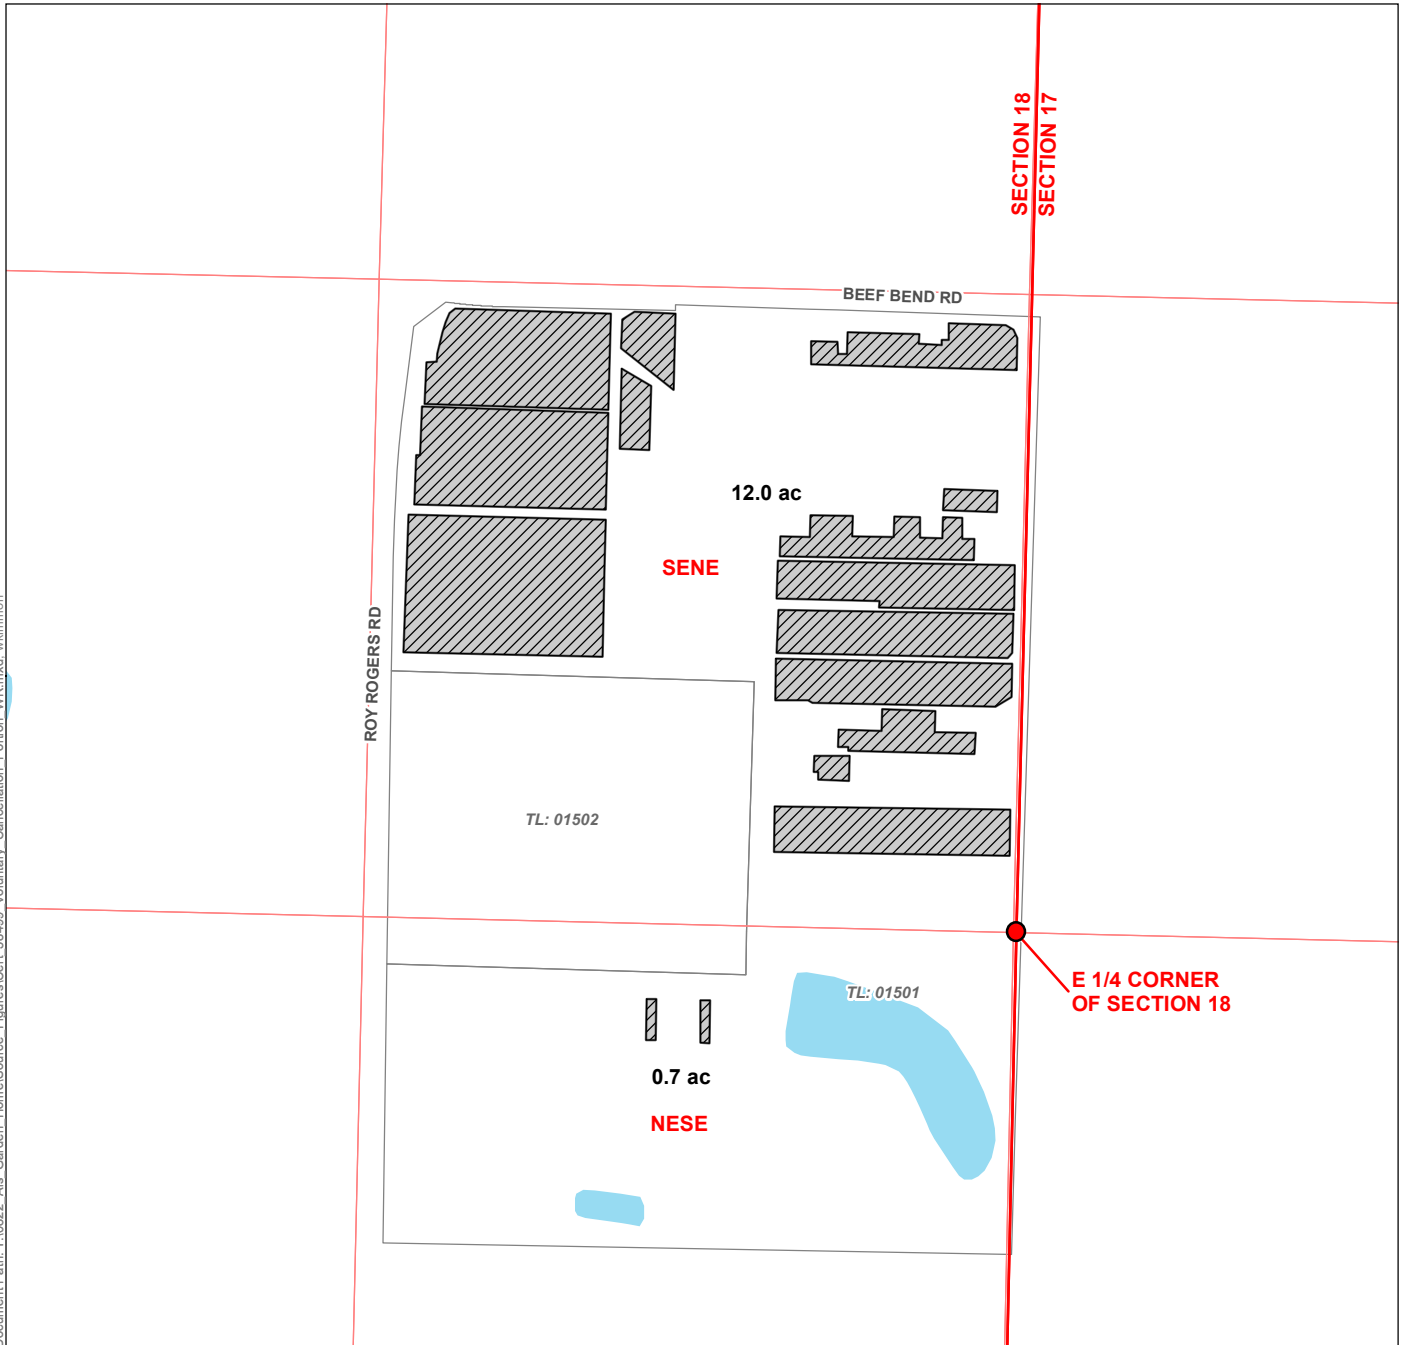 SECTION 18
SECTION 17
BEEF BEND RD
12.0 ac
SENE
ROY ROGERS RD
TL: 01502
TL: 01501
E 1/4 CORNER
OF SECTION 18
0.7 ac
NESE